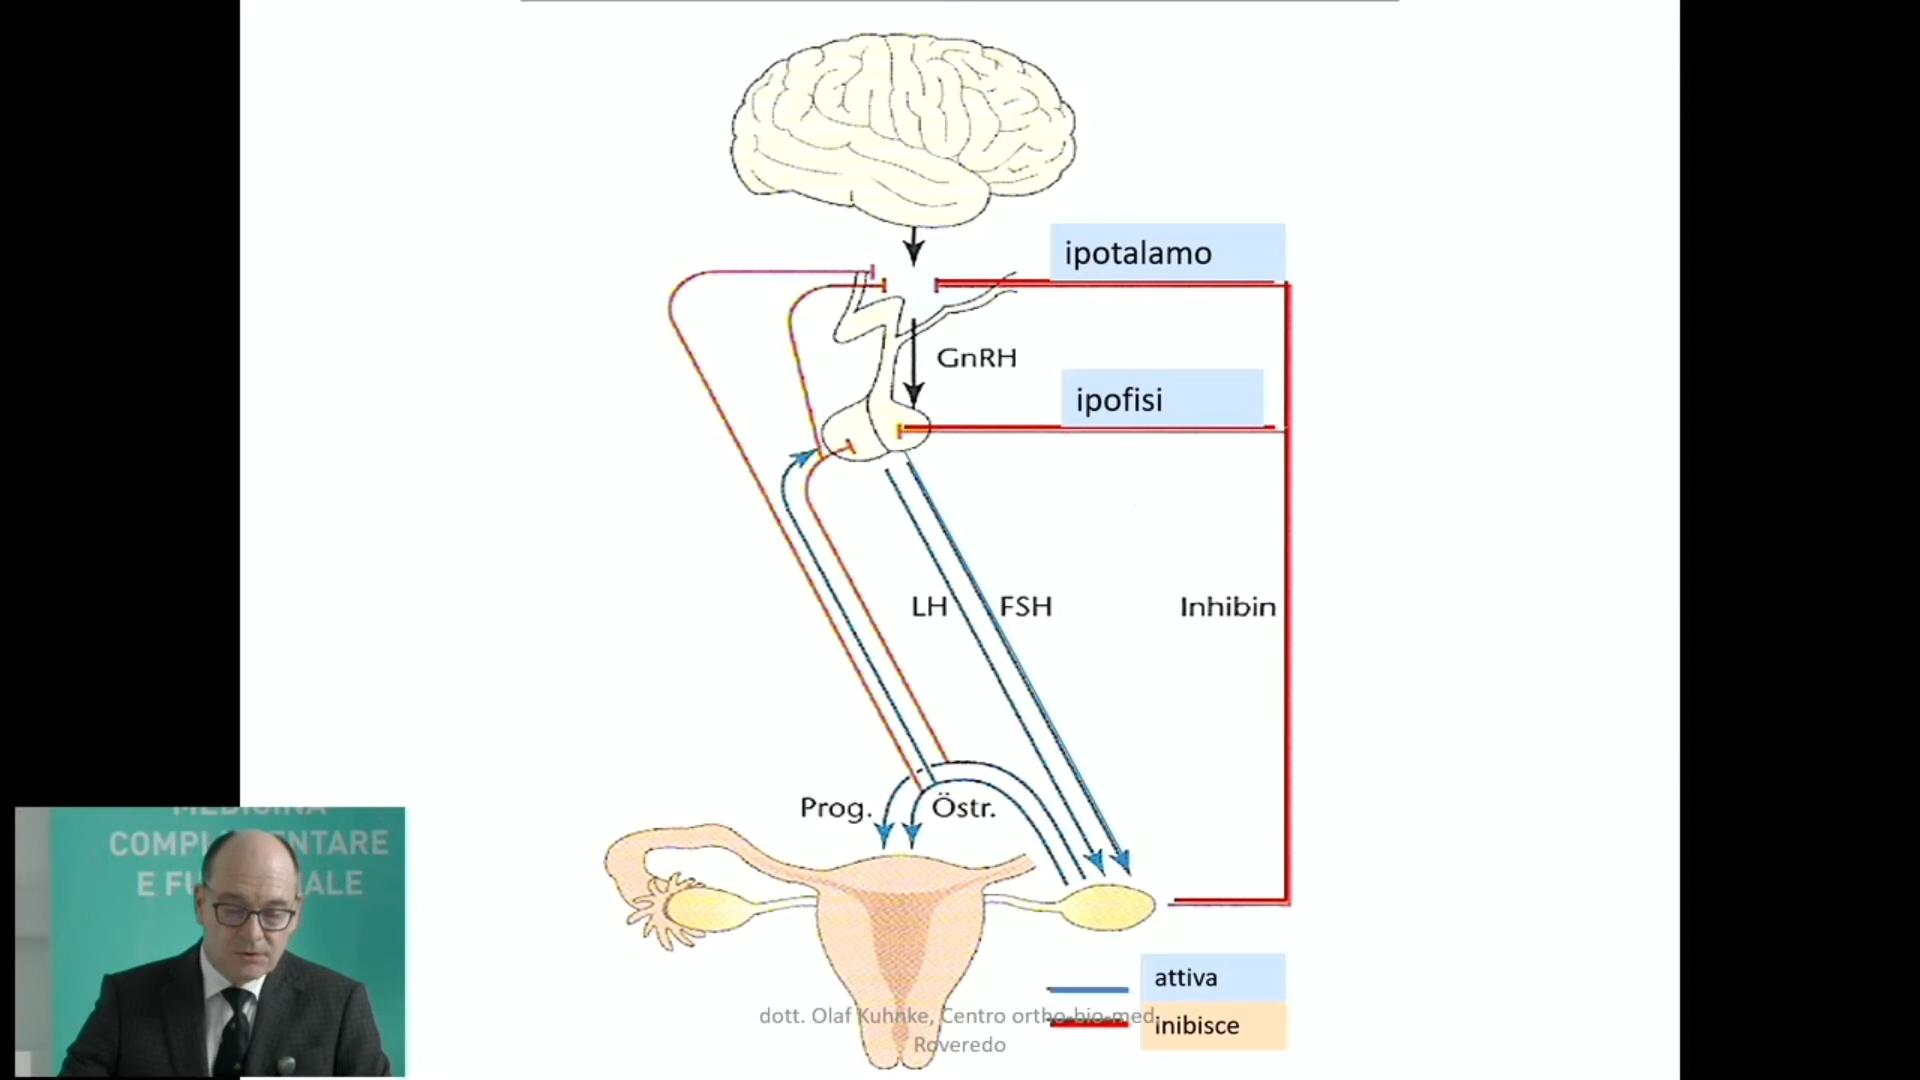 ipotalamo
GnRH
ipofisi
LH
FSH
Inhibin
Prog.
Östr.
COMPL
NTARE
E FU
ALE
attiva
inibisce
dott. Olaf Kuhnke, Centro ortho-bio-med,
Roveredo